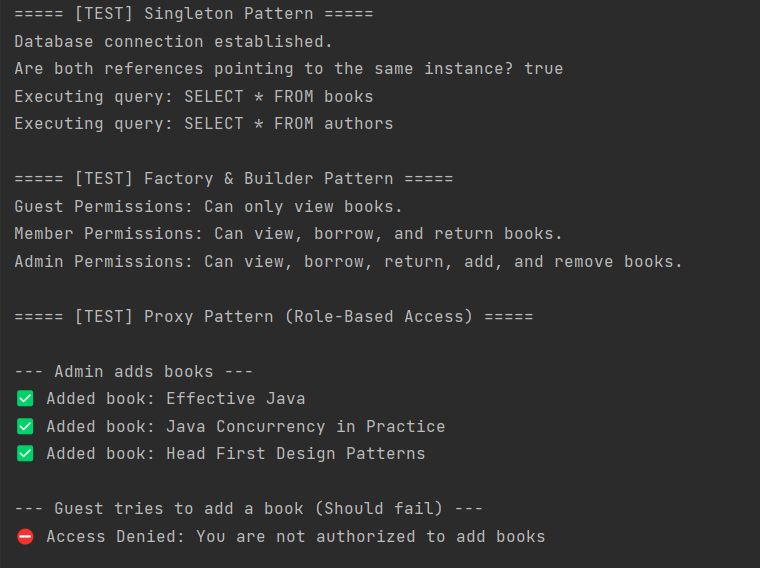 ===== [TEST] Singleton Pattern =====
Database connection established.
Are both references pointing to the same instance? true
Executing query: SELECT * FROM books
Executing query: SELECT * FROM authors
===== [TEST] Factory & Builder Pattern =====
Guest Permissions: Can only view books.
Member Permissions: Can view, borrow, and return books.
Admin Permissions: Can view, borrow, return, add, and remove books.
===== [TEST] Proxy Pattern (Role-Based Access) =====
--- Admin adds books ---
✅ Added book: Effective Java
✅ Added book: Java Concurrency in Practice
✅ Added book: Head First Design Patterns
--- Guest tries to add a book (Should fail) ---
⛔ Access Denied: You are not authorized to add books